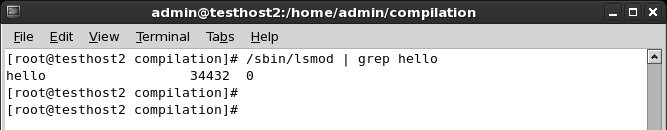 admin@testhost2:/home/admin/compilation
File Edit View Terminal Tabs Help
[root@testhost2 compilation]# /sbin/lsmod | grep hello
hello                  34432  0
[root@testhost2 compilation]#
[root@testhost2 compilation]#